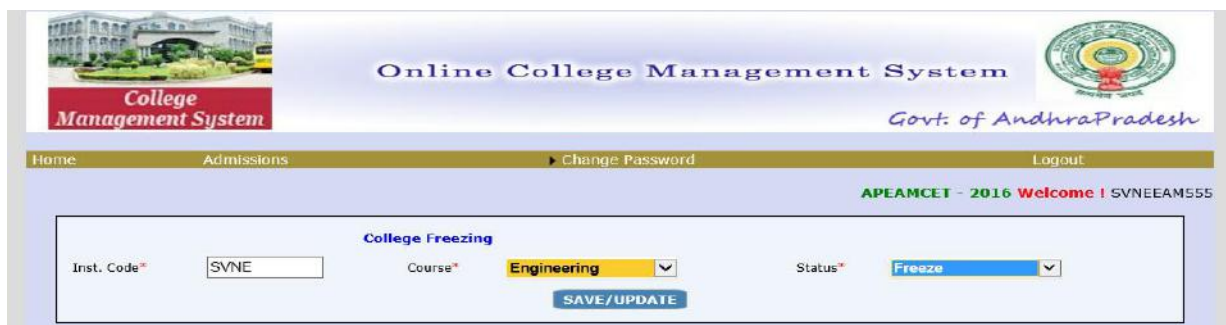 Online College Management System
College
Management System
Govt. of AndhraPradesh
Home Admissions Change Password Logout
APEAMCET - 2016 Welcome ! SVNEEAM555
College Freezing
Inst. Code* SVNE Course* Engineering Status* Freeze
SAVE/UPDATE